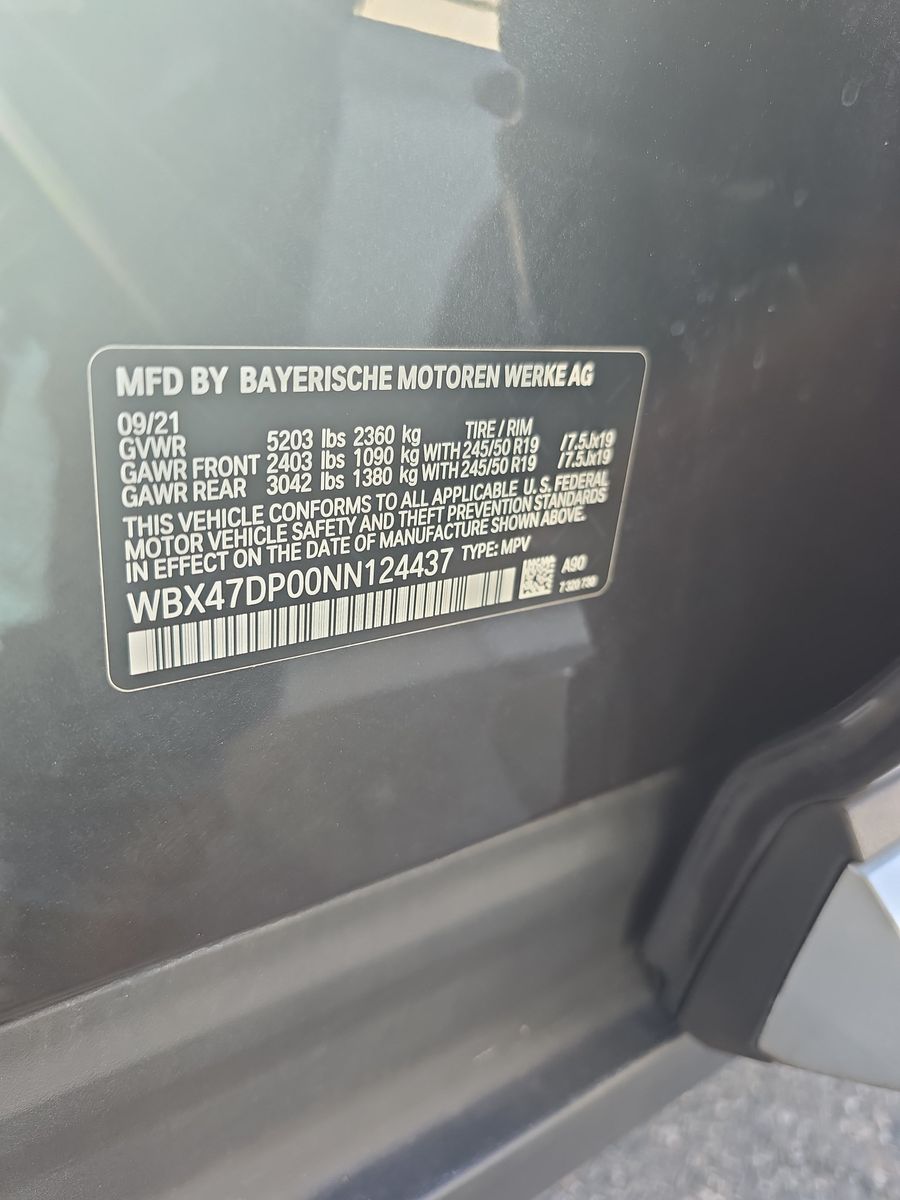 MFD BY BAYERISCHE MOTOREN WERKE AG
09/21 TIRE / RIM
GVWR 5203 lbs 2360 kg
GAWR FRONT 2403 lbs 1090 kg WITH 245/50 R19 /7.5Jx19
GAWR REAR 3042 lbs 1380 kg WITH 245/50 R19 /7.5Jx19
THIS VEHICLE CONFORMS TO ALL APPLICABLE U.S. FEDERAL
MOTOR VEHICLE SAFETY AND THEFT PREVENTION STANDARDS
IN EFFECT ON THE DATE OF MANUFACTURE SHOWN ABOVE.
WBX47DP00NN124437 TYPE: MPV
A90